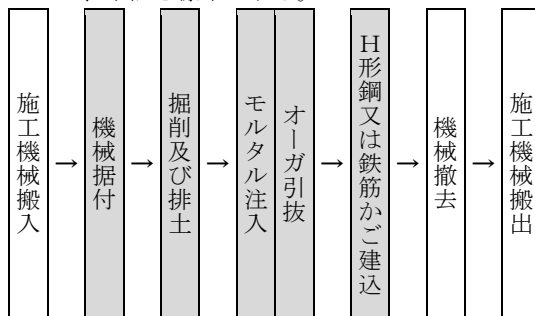 施工機械搬入
→
機械据付
→
掘削及び排土
→
モルタル注入
オーガ引抜
→
H形鋼又は鉄筋かご建込
→
機械撤去
→
施工機械搬出